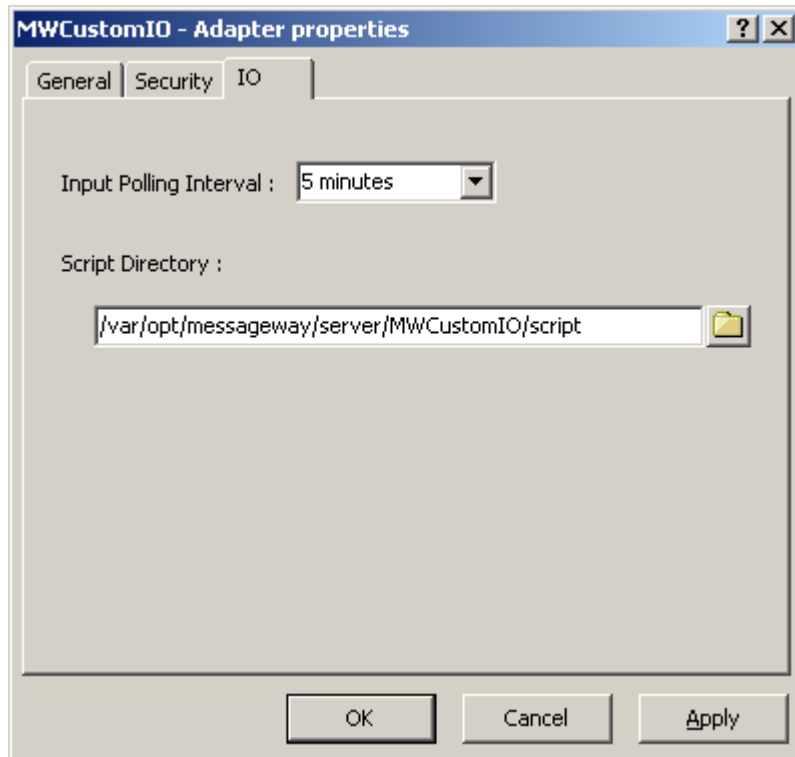 MWCustomIO - Adapter properties
General Security IO
Input Polling Interval : 5 minutes
Script Directory :
/var/opt/messageway/server/MWCustomIO/script
OK Cancel Apply